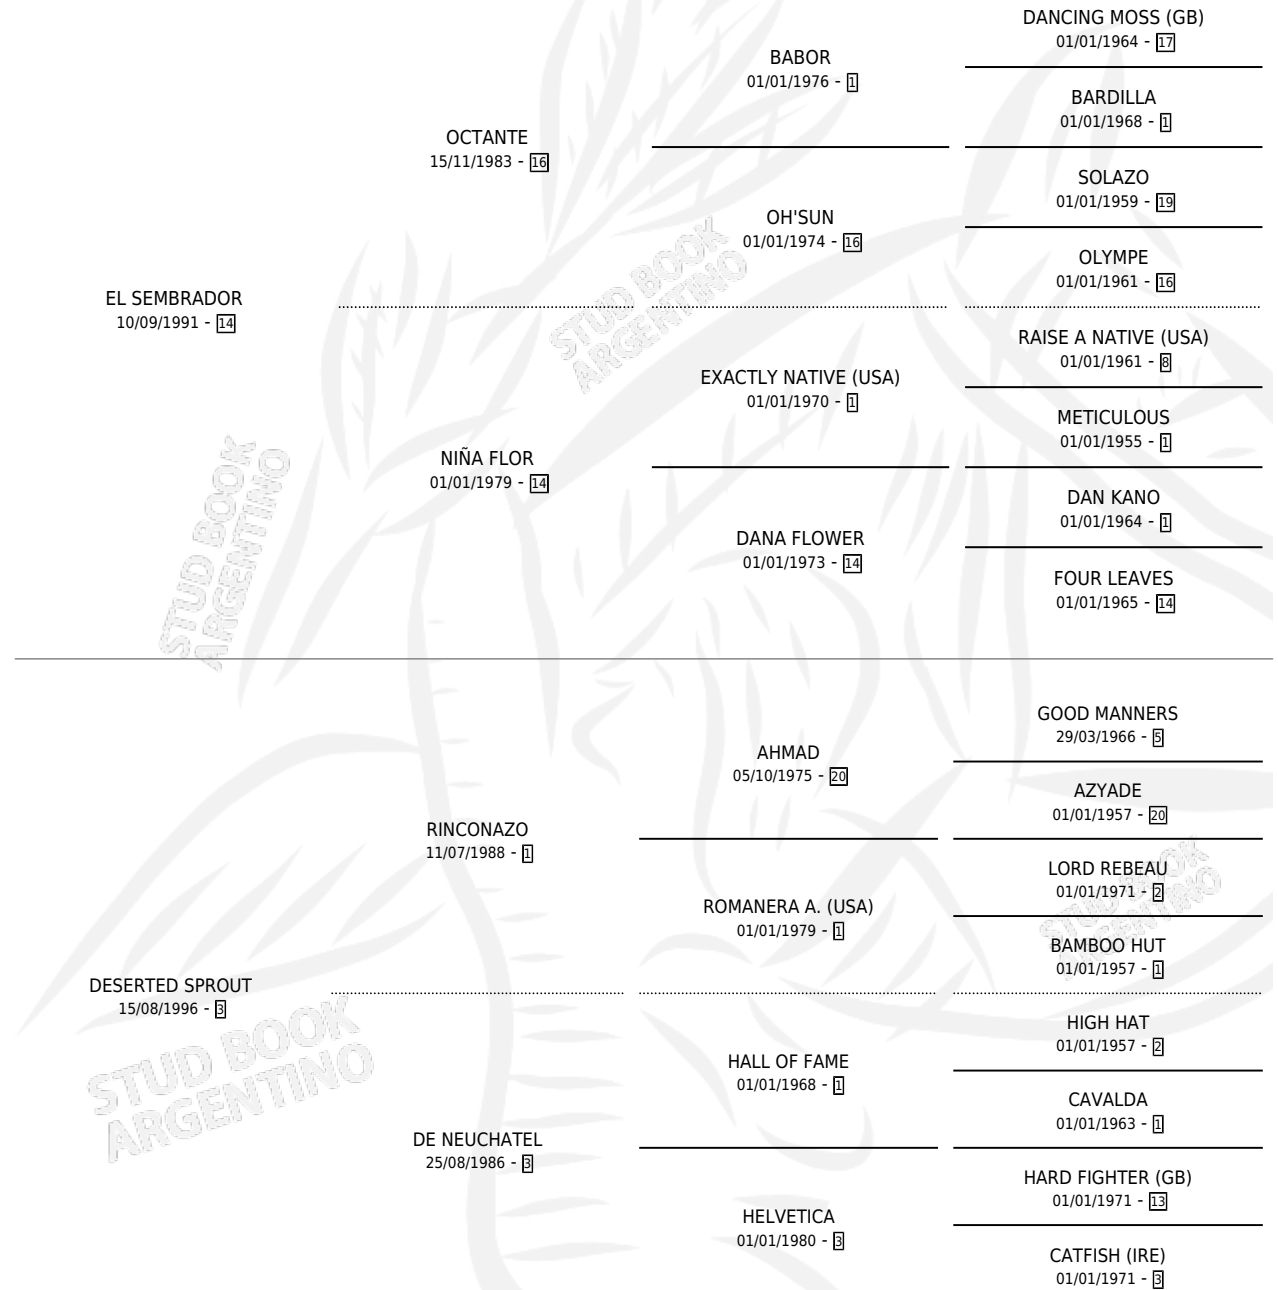 DANCING MOSS (GB)
01/01/1964 - 17
BABOR
01/01/1976 - 1
BARDILLA
01/01/1968 - 1
OCTANTE
15/11/1983 - 16
SOLAZO
01/01/1959 - 19
OH'SUN
01/01/1974 - 16
OLYMPE
01/01/1961 - 16
EL SEMBRADOR
10/09/1991 - 14
STUD BOOK
ARGENTINO
RAISE A NATIVE (USA)
01/01/1961 - 8
EXACTLY NATIVE (USA)
01/01/1970 - 1
METICULOUS
01/01/1955 - 1
NIÑA FLOR
01/01/1979 - 14
DAN KANO
01/01/1964 - 1
DANA FLOWER
01/01/1973 - 14
FOUR LEAVES
01/01/1965 - 14
STUD BOOK
ARGENTINO
GOOD MANNERS
29/03/1966 - 5
AHMAD
05/10/1975 - 20
AZYADE
01/01/1957 - 20
RINCONAZO
11/07/1988 - 1
LORD REBEAU
01/01/1971 - 2
ROMANERA A. (USA)
01/01/1979 - 1
STUD BOOK
ARGENTINO
BAMBOO HUT
01/01/1957 - 1
DESERTED SPROUT
15/08/1996 - 3
HIGH HAT
01/01/1957 - 2
HALL OF FAME
01/01/1968 - 1
CAVALDA
01/01/1963 - 1
STUD BOOK
ARGENTINO
DE NEUCHATEL
25/08/1986 - 3
HARD FIGHTER (GB)
01/01/1971 - 13
HELVETICA
01/01/1980 - 3
CATFISH (IRE)
01/01/1971 - 3